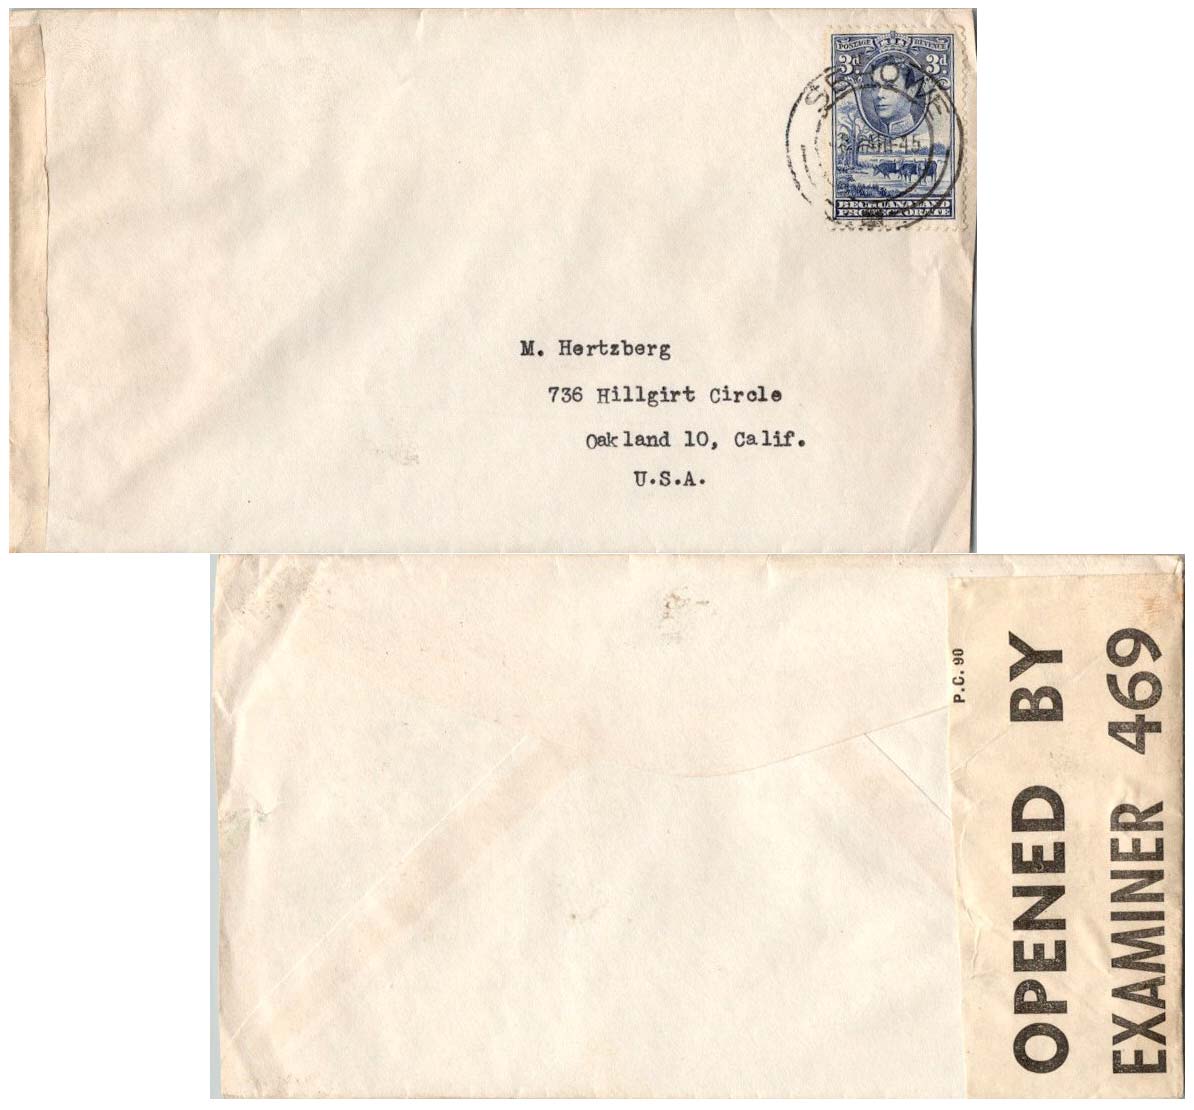 POSTAGE REVENUE
3d 3d
SEROWE
45
BECHUANALAND
PROTECTORATE
M. Hertzberg
736 Hillgirt Circle
Oakland 10, Calif.
U.S.A.
P.C. 90
OPENED BY
EXAMINER 469